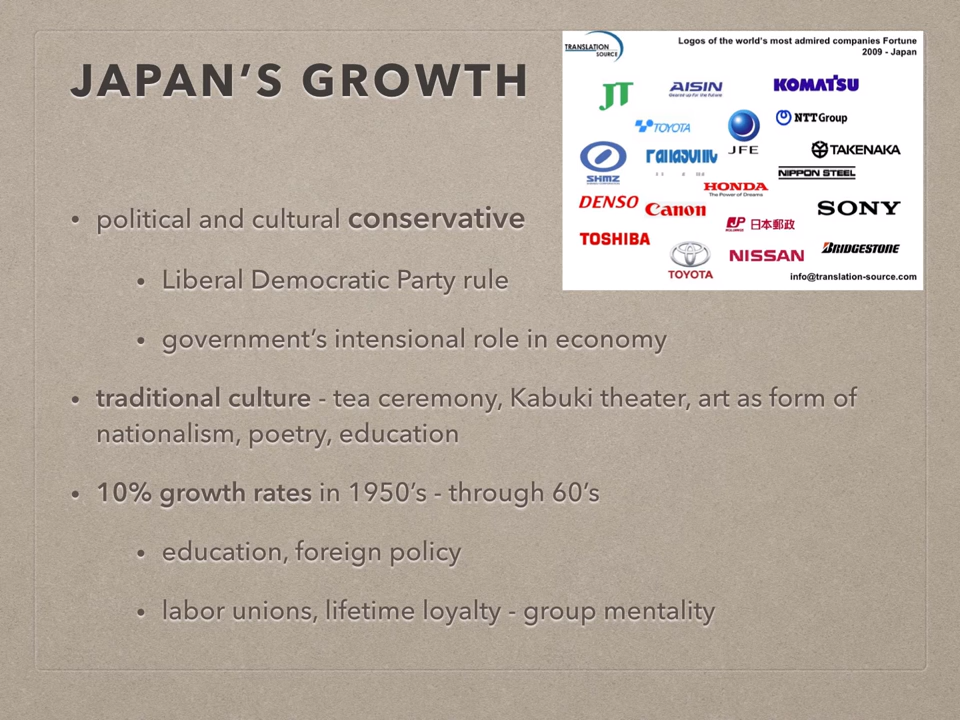 JAPAN'S GROWTH
TRANSLATION
SOURCE
Logos of the world's most admired companies Fortune
2009 - Japan
JT
AISIN
KOMATSU
TOYOTA
JFE
NTT Group
TAKENAKA
SHMZ
NIPPON STEEL
HONDA
The Power of Dreams
DENSO
Canon
SONY
JP 日本郵政
TOSHIBA
TOYOTA
NISSAN
BRIDGESTONE
info@translation-source.com
• political and cultural conservative
• Liberal Democratic Party rule
• government's intensional role in economy
• traditional culture - tea ceremony, Kabuki theater, art as form of
nationalism, poetry, education
• 10% growth rates in 1950's - through 60's
• education, foreign policy
• labor unions, lifetime loyalty - group mentality